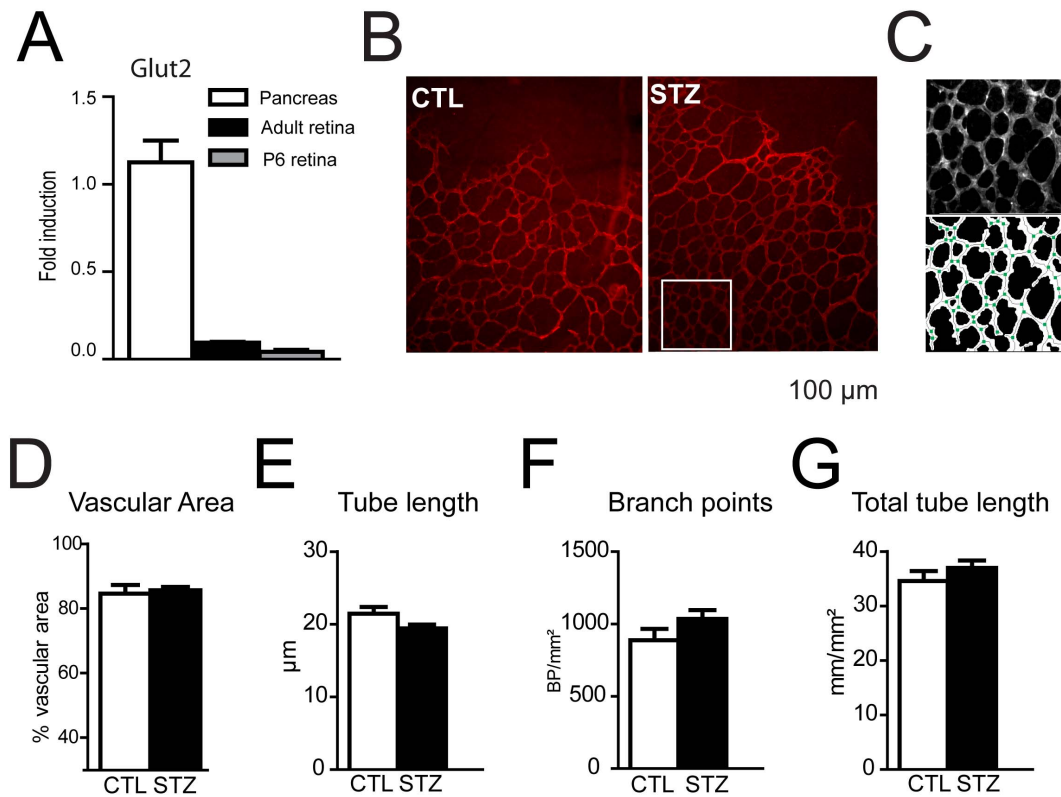 A
Glut2
1.5
1.0
0.5
0.0
Fold induction
Pancreas
Adult retina
P6 retina
B
CTL
STZ
100 µm
C
D
Vascular Area
100
80
60
40
% vascular area
CTL STZ
E
Tube length
30
20
10
0
µm
CTL STZ
F
Branch points
1500
1000
500
0
BP/mm²
CTL STZ
G
Total tube length
40
30
20
10
0
mm/mm²
CTL STZ